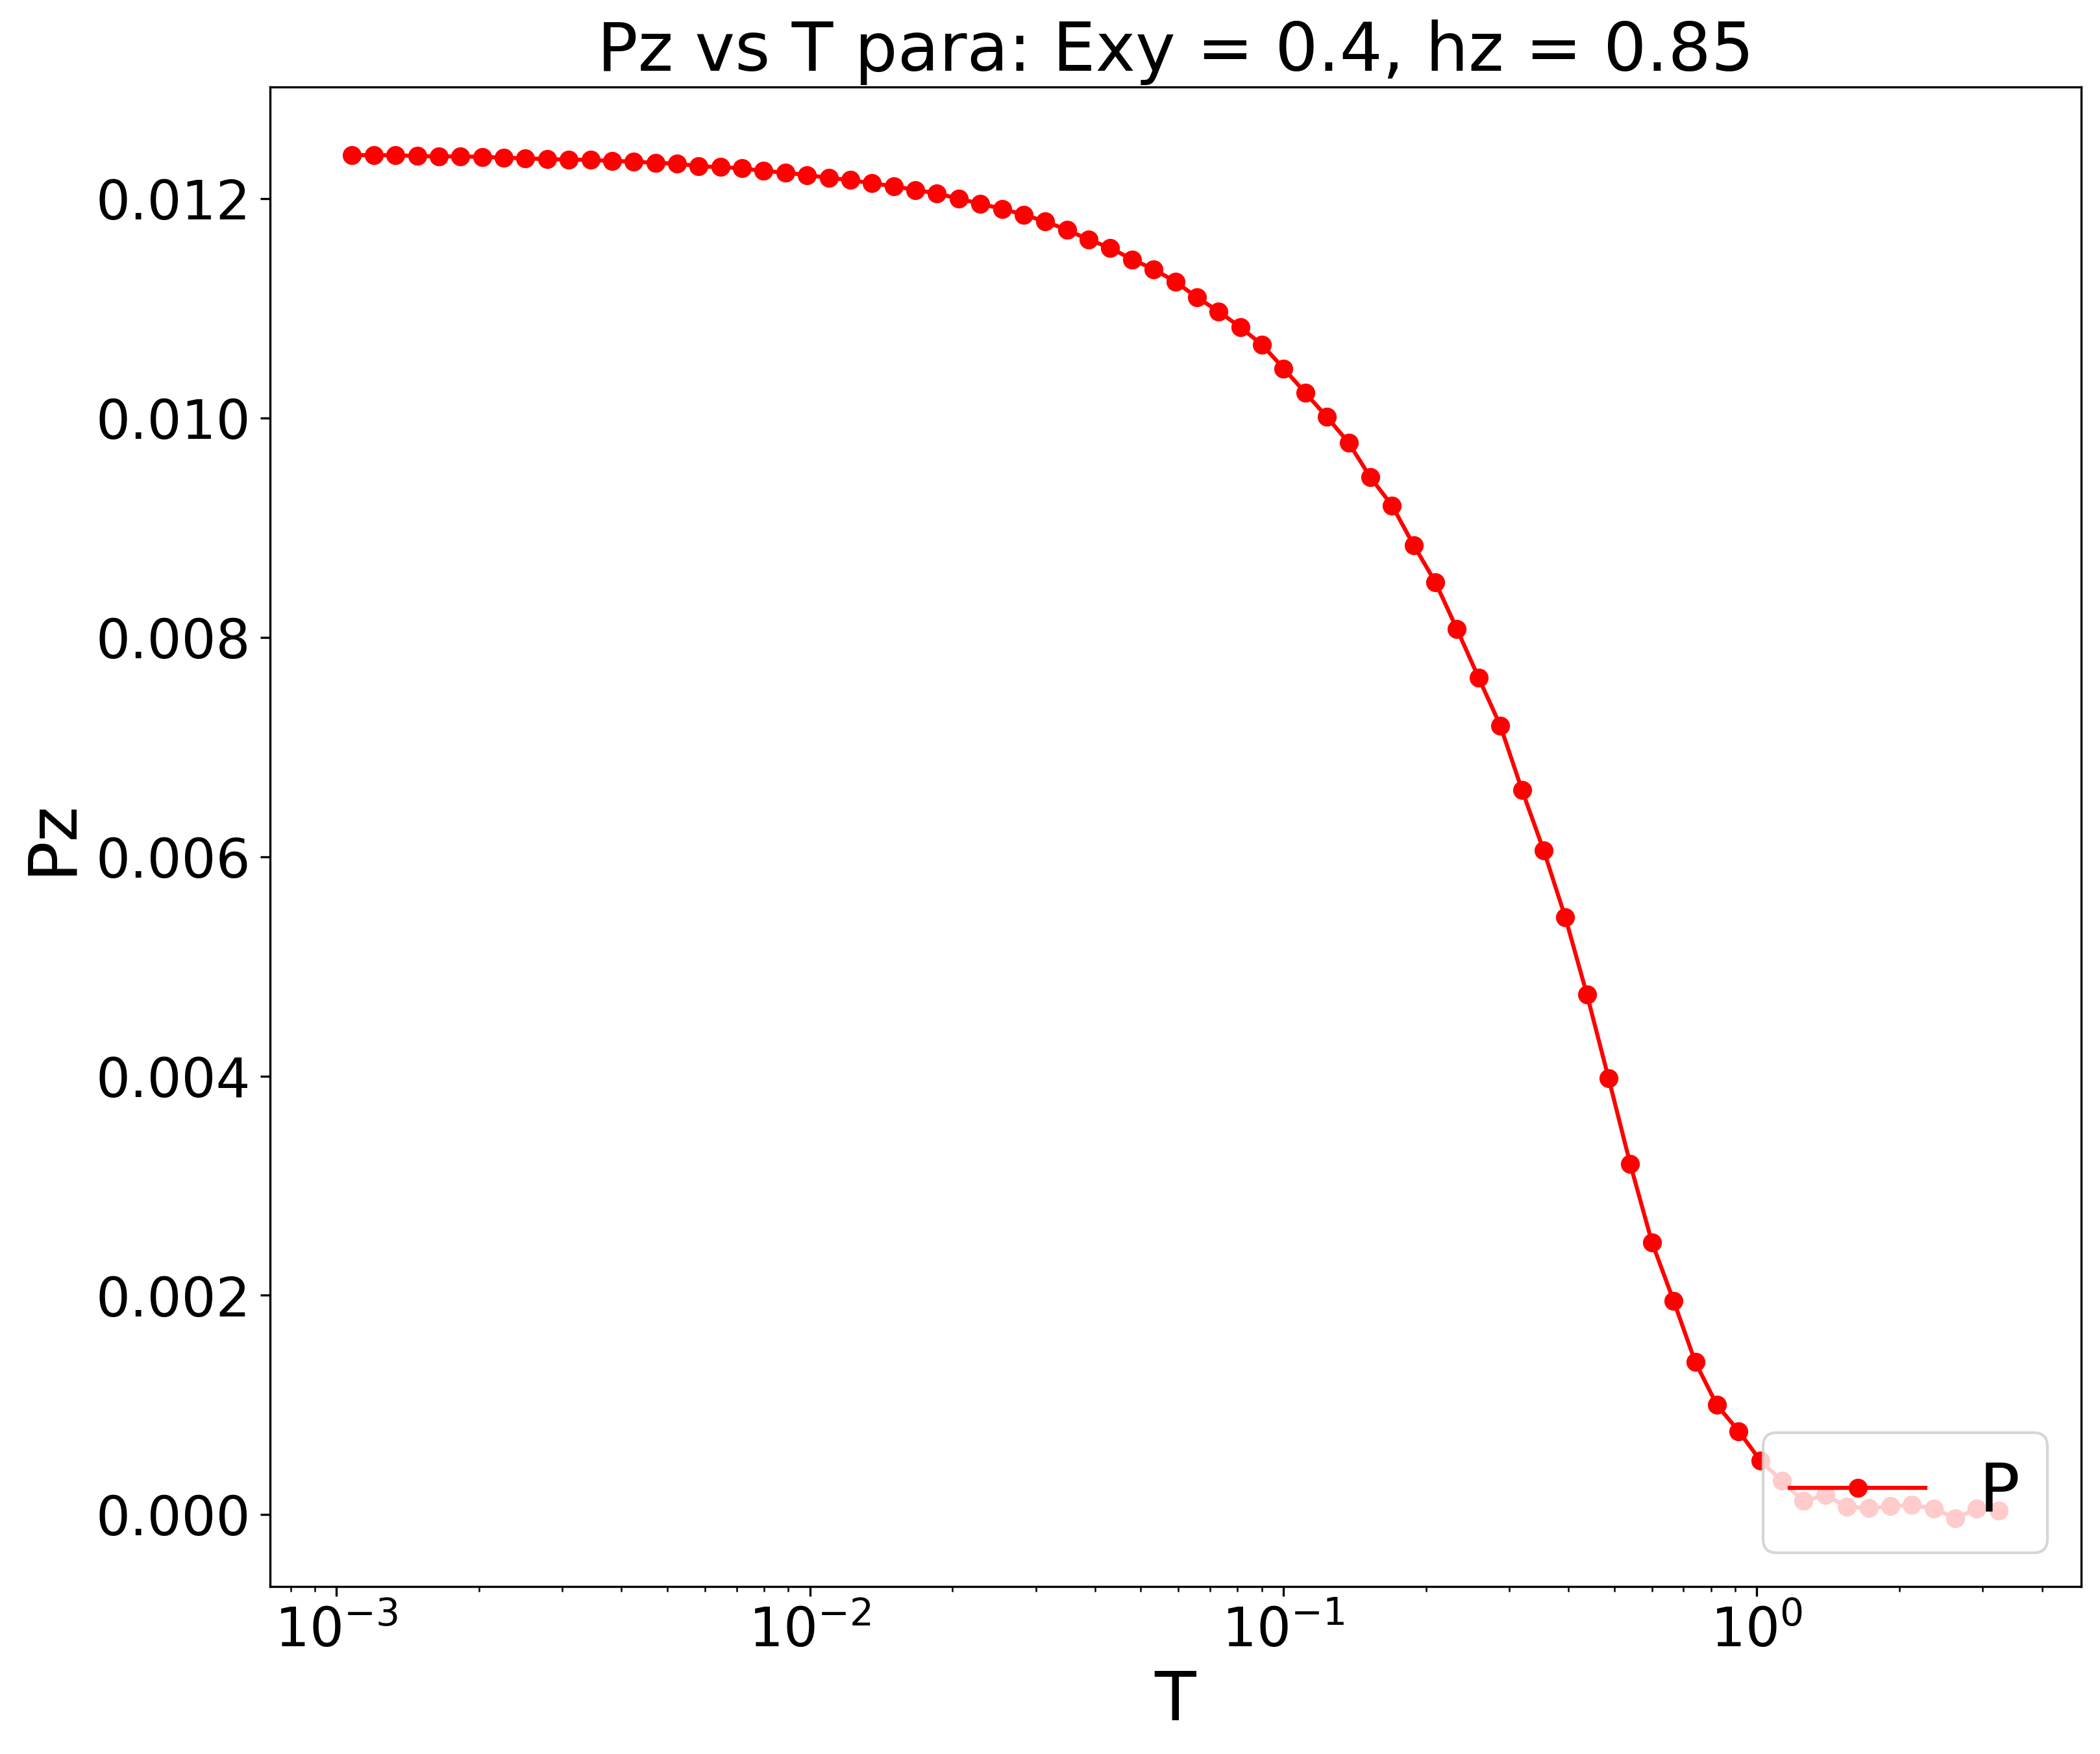 Pz vs T para: Exy = 0.4, hz = 0.85
Pz
0.012
0.010
0.008
0.006
0.004
0.002
0.000
P
10⁻³ 10⁻² 10⁻¹ 10⁰
T